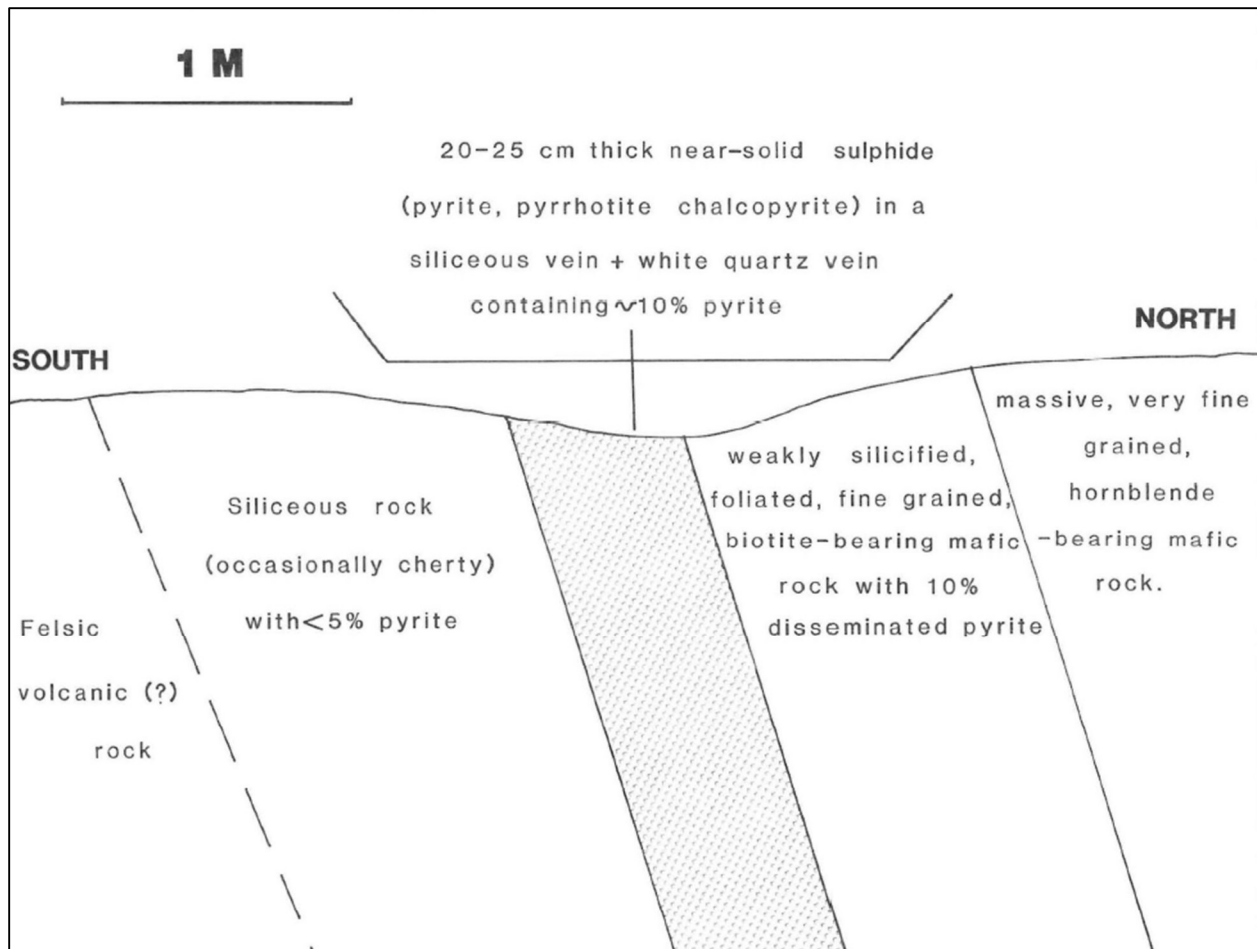 1 M
20-25 cm thick near-solid sulphide
(pyrite, pyrrhotite chalcopyrite) in a
siliceous vein + white quartz vein
containing ~10% pyrite
SOUTH
NORTH
Felsic
volcanic (?)
rock
Siliceous rock
(occasionally cherty)
with <5% pyrite
weakly silicified,
foliated, fine grained,
biotite-bearing mafic
rock with 10%
disseminated pyrite
massive, very fine
grained,
hornblende
-bearing mafic
rock.